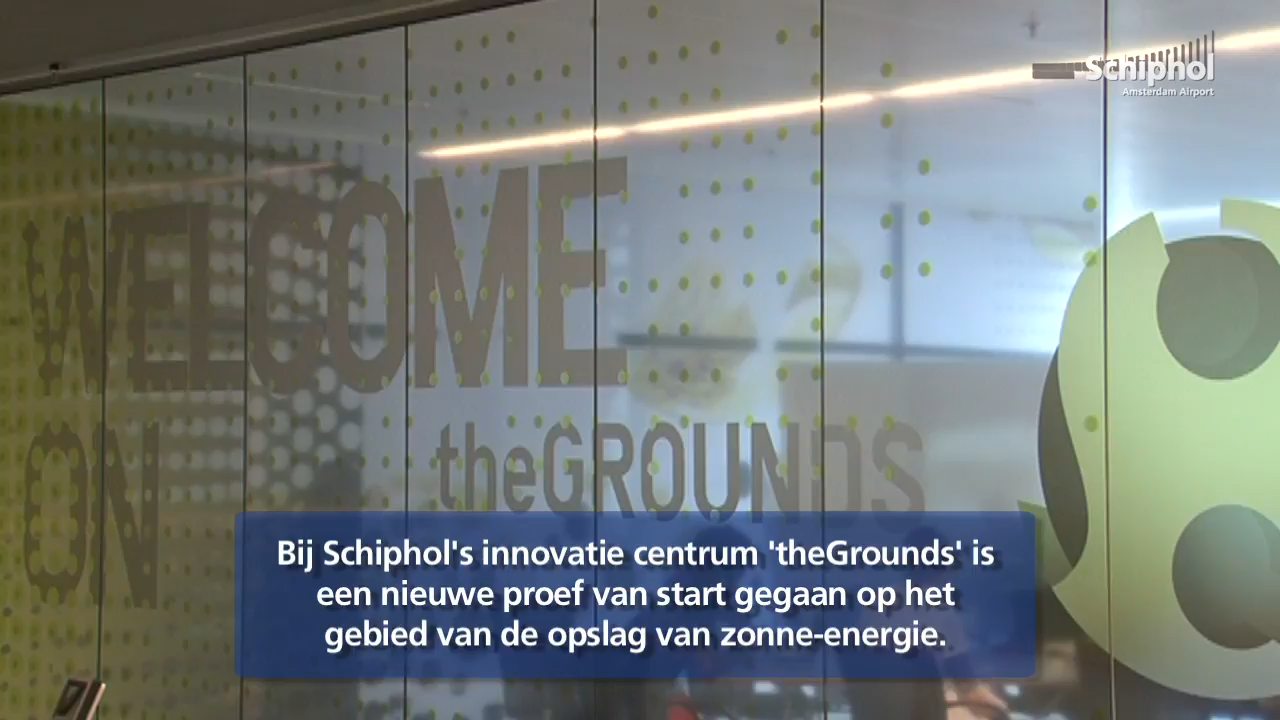 Schiphol
Amsterdam Airport
WELCOME
ON theGROUNDS
Bij Schiphol's innovatie centrum 'theGrounds' is
een nieuwe proef van start gegaan op het
gebied van de opslag van zonne-energie.